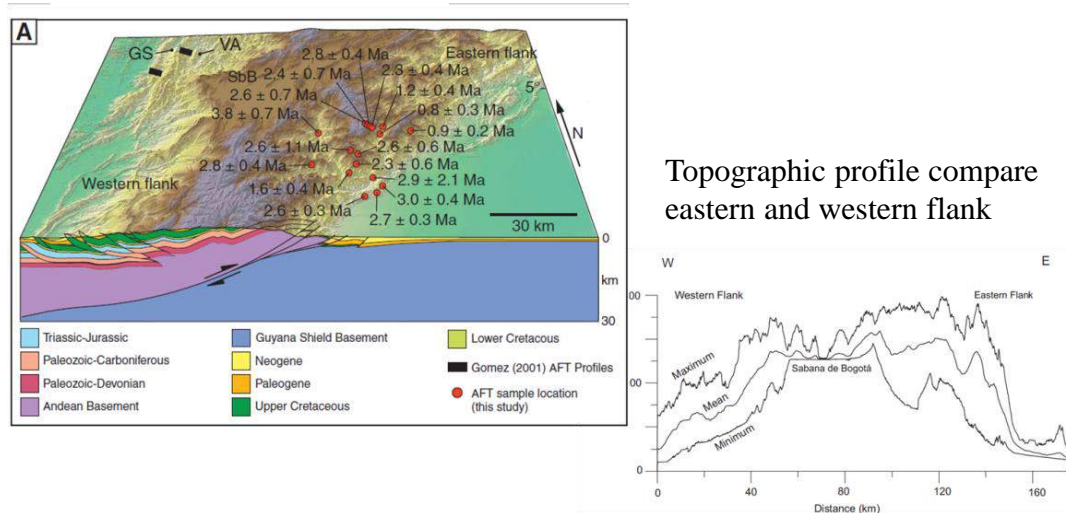 A
GS
VA
Eastern flank
2.8 ± 0.4 Ma
2.3 ± 0.4 Ma
SbB
2.4 ± 0.7 Ma
1.2 ± 0.4 Ma
2.6 ± 0.7 Ma
0.8 ± 0.3 Ma
5°
3.8 ± 0.7 Ma
0.9 ± 0.2 Ma
N
2.6 ± 1.1 Ma
2.6 ± 0.6 Ma
2.8 ± 0.4 Ma
2.3 ± 0.6 Ma
Western flank
2.9 ± 2.1 Ma
1.6 ± 0.4 Ma
3.0 ± 0.4 Ma
2.6 ± 0.3 Ma
2.7 ± 0.3 Ma
30 km
0
km
30
Triassic-Jurassic
Paleozoic-Carboniferous
Paleozoic-Devonian
Andean Basement
Guyana Shield Basement
Neogene
Paleogene
Upper Cretaceous
Lower Cretaceous
Gomez (2001) AFT Profiles
AFT sample location
(this study)
Topographic profile compare
eastern and western flank
W
E
00
Western Flank
Eastern Flank
Maximum
Sabana de Bogotá
00
Mean
Minimum
0
0 40 80 120 160
Distance (km)